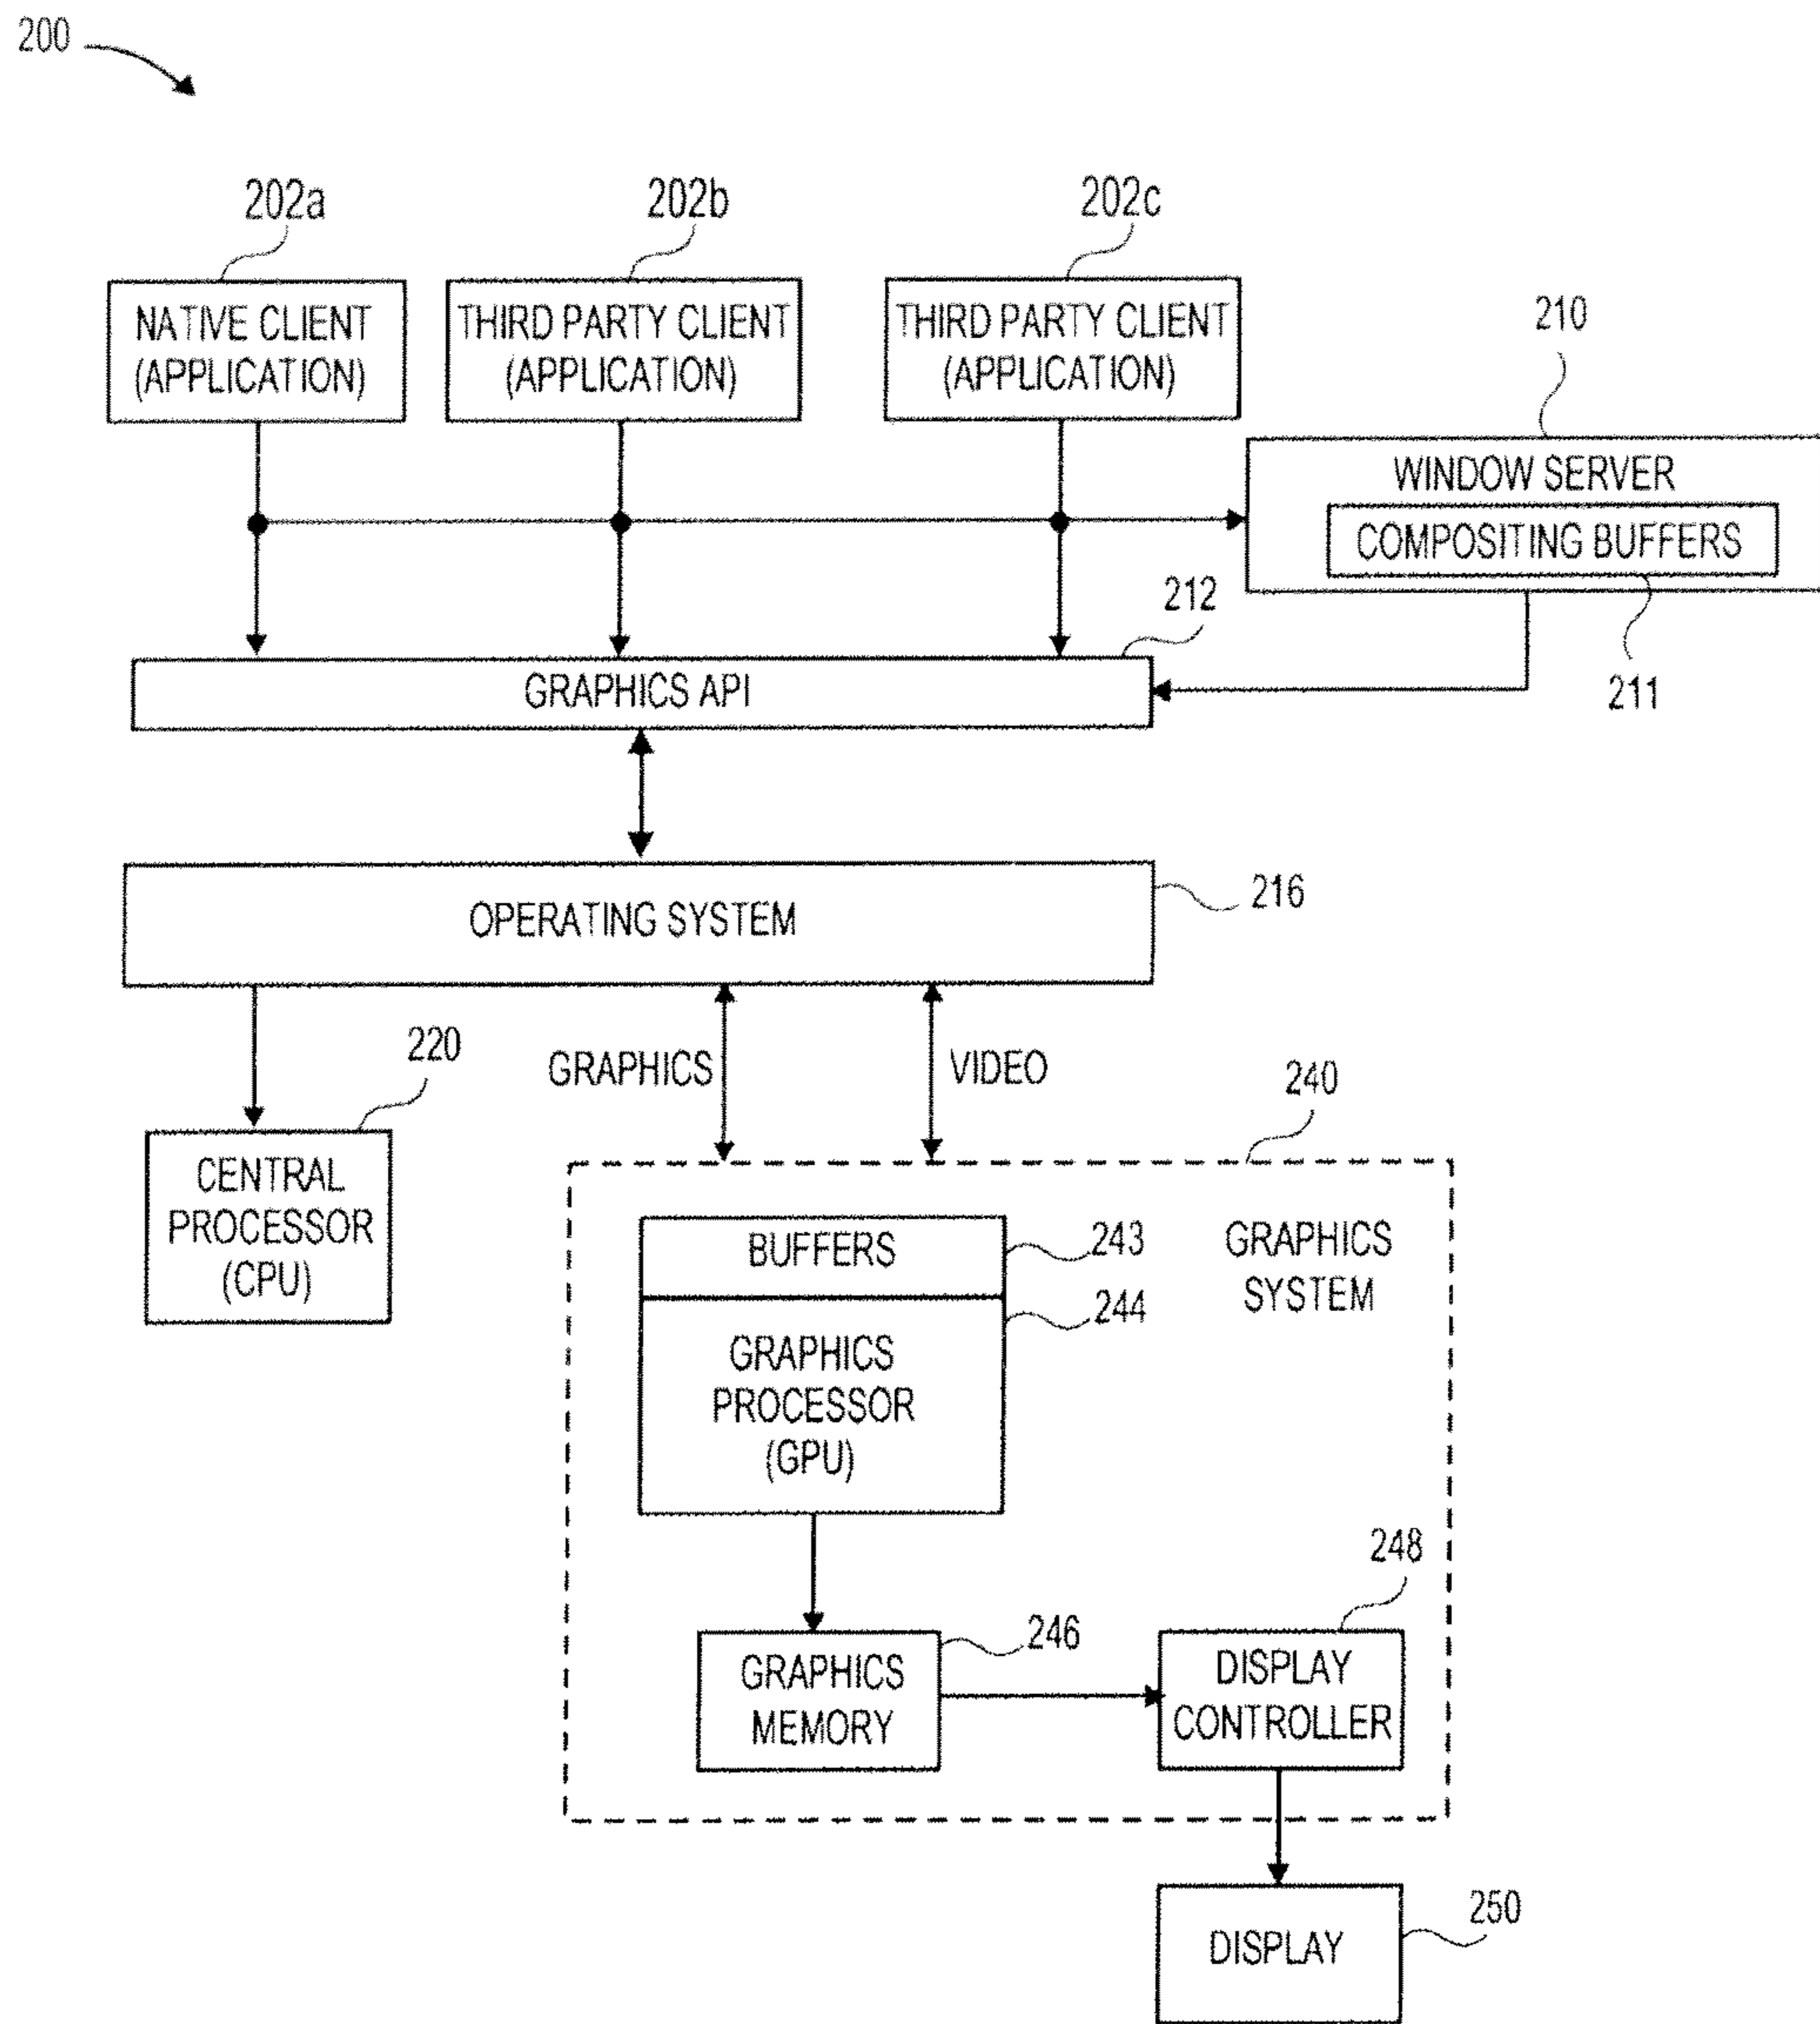 200
202a
202b
202c
NATIVE CLIENT
(APPLICATION)
THIRD PARTY CLIENT
(APPLICATION)
THIRD PARTY CLIENT
(APPLICATION)
210
WINDOW SERVER
COMPOSITING BUFFERS
211
212
GRAPHICS API
OPERATING SYSTEM
216
220
GRAPHICS
VIDEO
240
CENTRAL
PROCESSOR
(CPU)
BUFFERS
243
GRAPHICS
SYSTEM
244
GRAPHICS
PROCESSOR
(GPU)
248
246
GRAPHICS
MEMORY
DISPLAY
CONTROLLER
250
DISPLAY